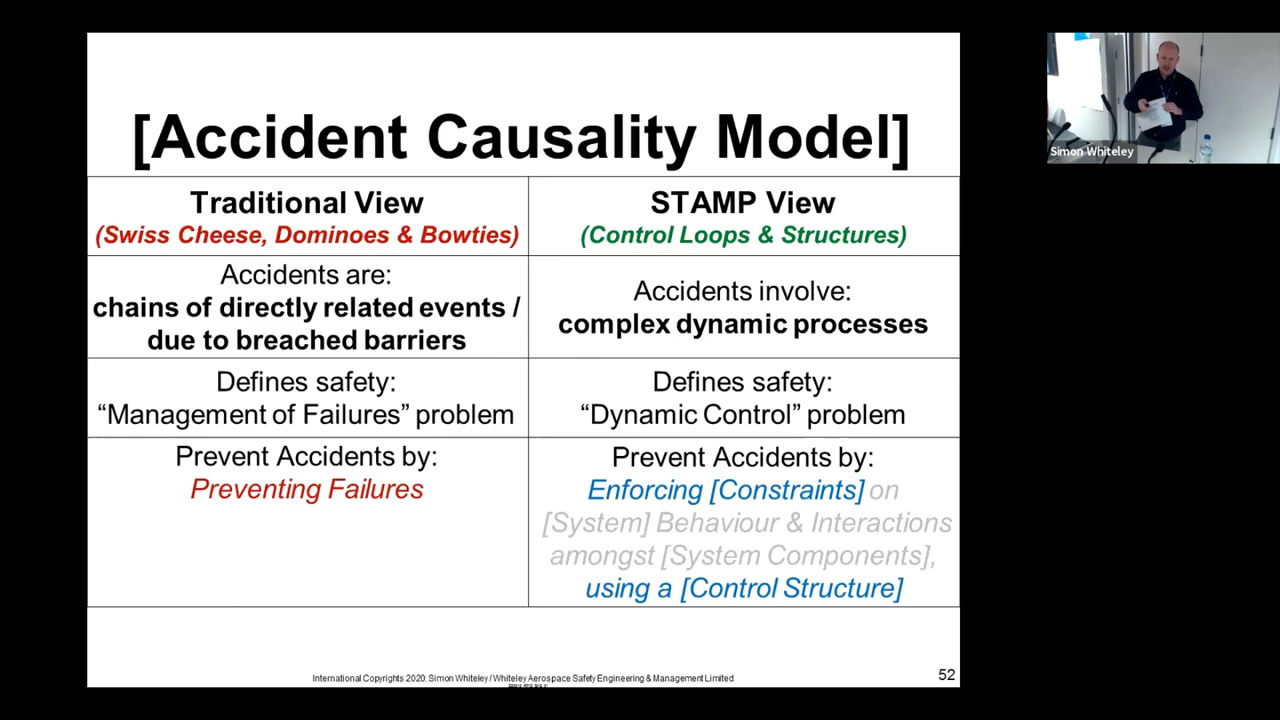 [Accident Causality Model]
Traditional View
(Swiss Cheese, Dominoes & Bowties)
STAMP View
(Control Loops & Structures)
Accidents are:
chains of directly related events /
due to breached barriers
Accidents involve:
complex dynamic processes
Defines safety:
“Management of Failures” problem
Defines safety:
“Dynamic Control” problem
Prevent Accidents by:
Preventing Failures
Prevent Accidents by:
Enforcing [Constraints] on
[System] Behaviour & Interactions
amongst [System Components],
using a [Control Structure]
International Copyrights 2020: Simon Whiteley / Whiteley Aerospace Safety Engineering & Management Limited
52
Simon Whiteley